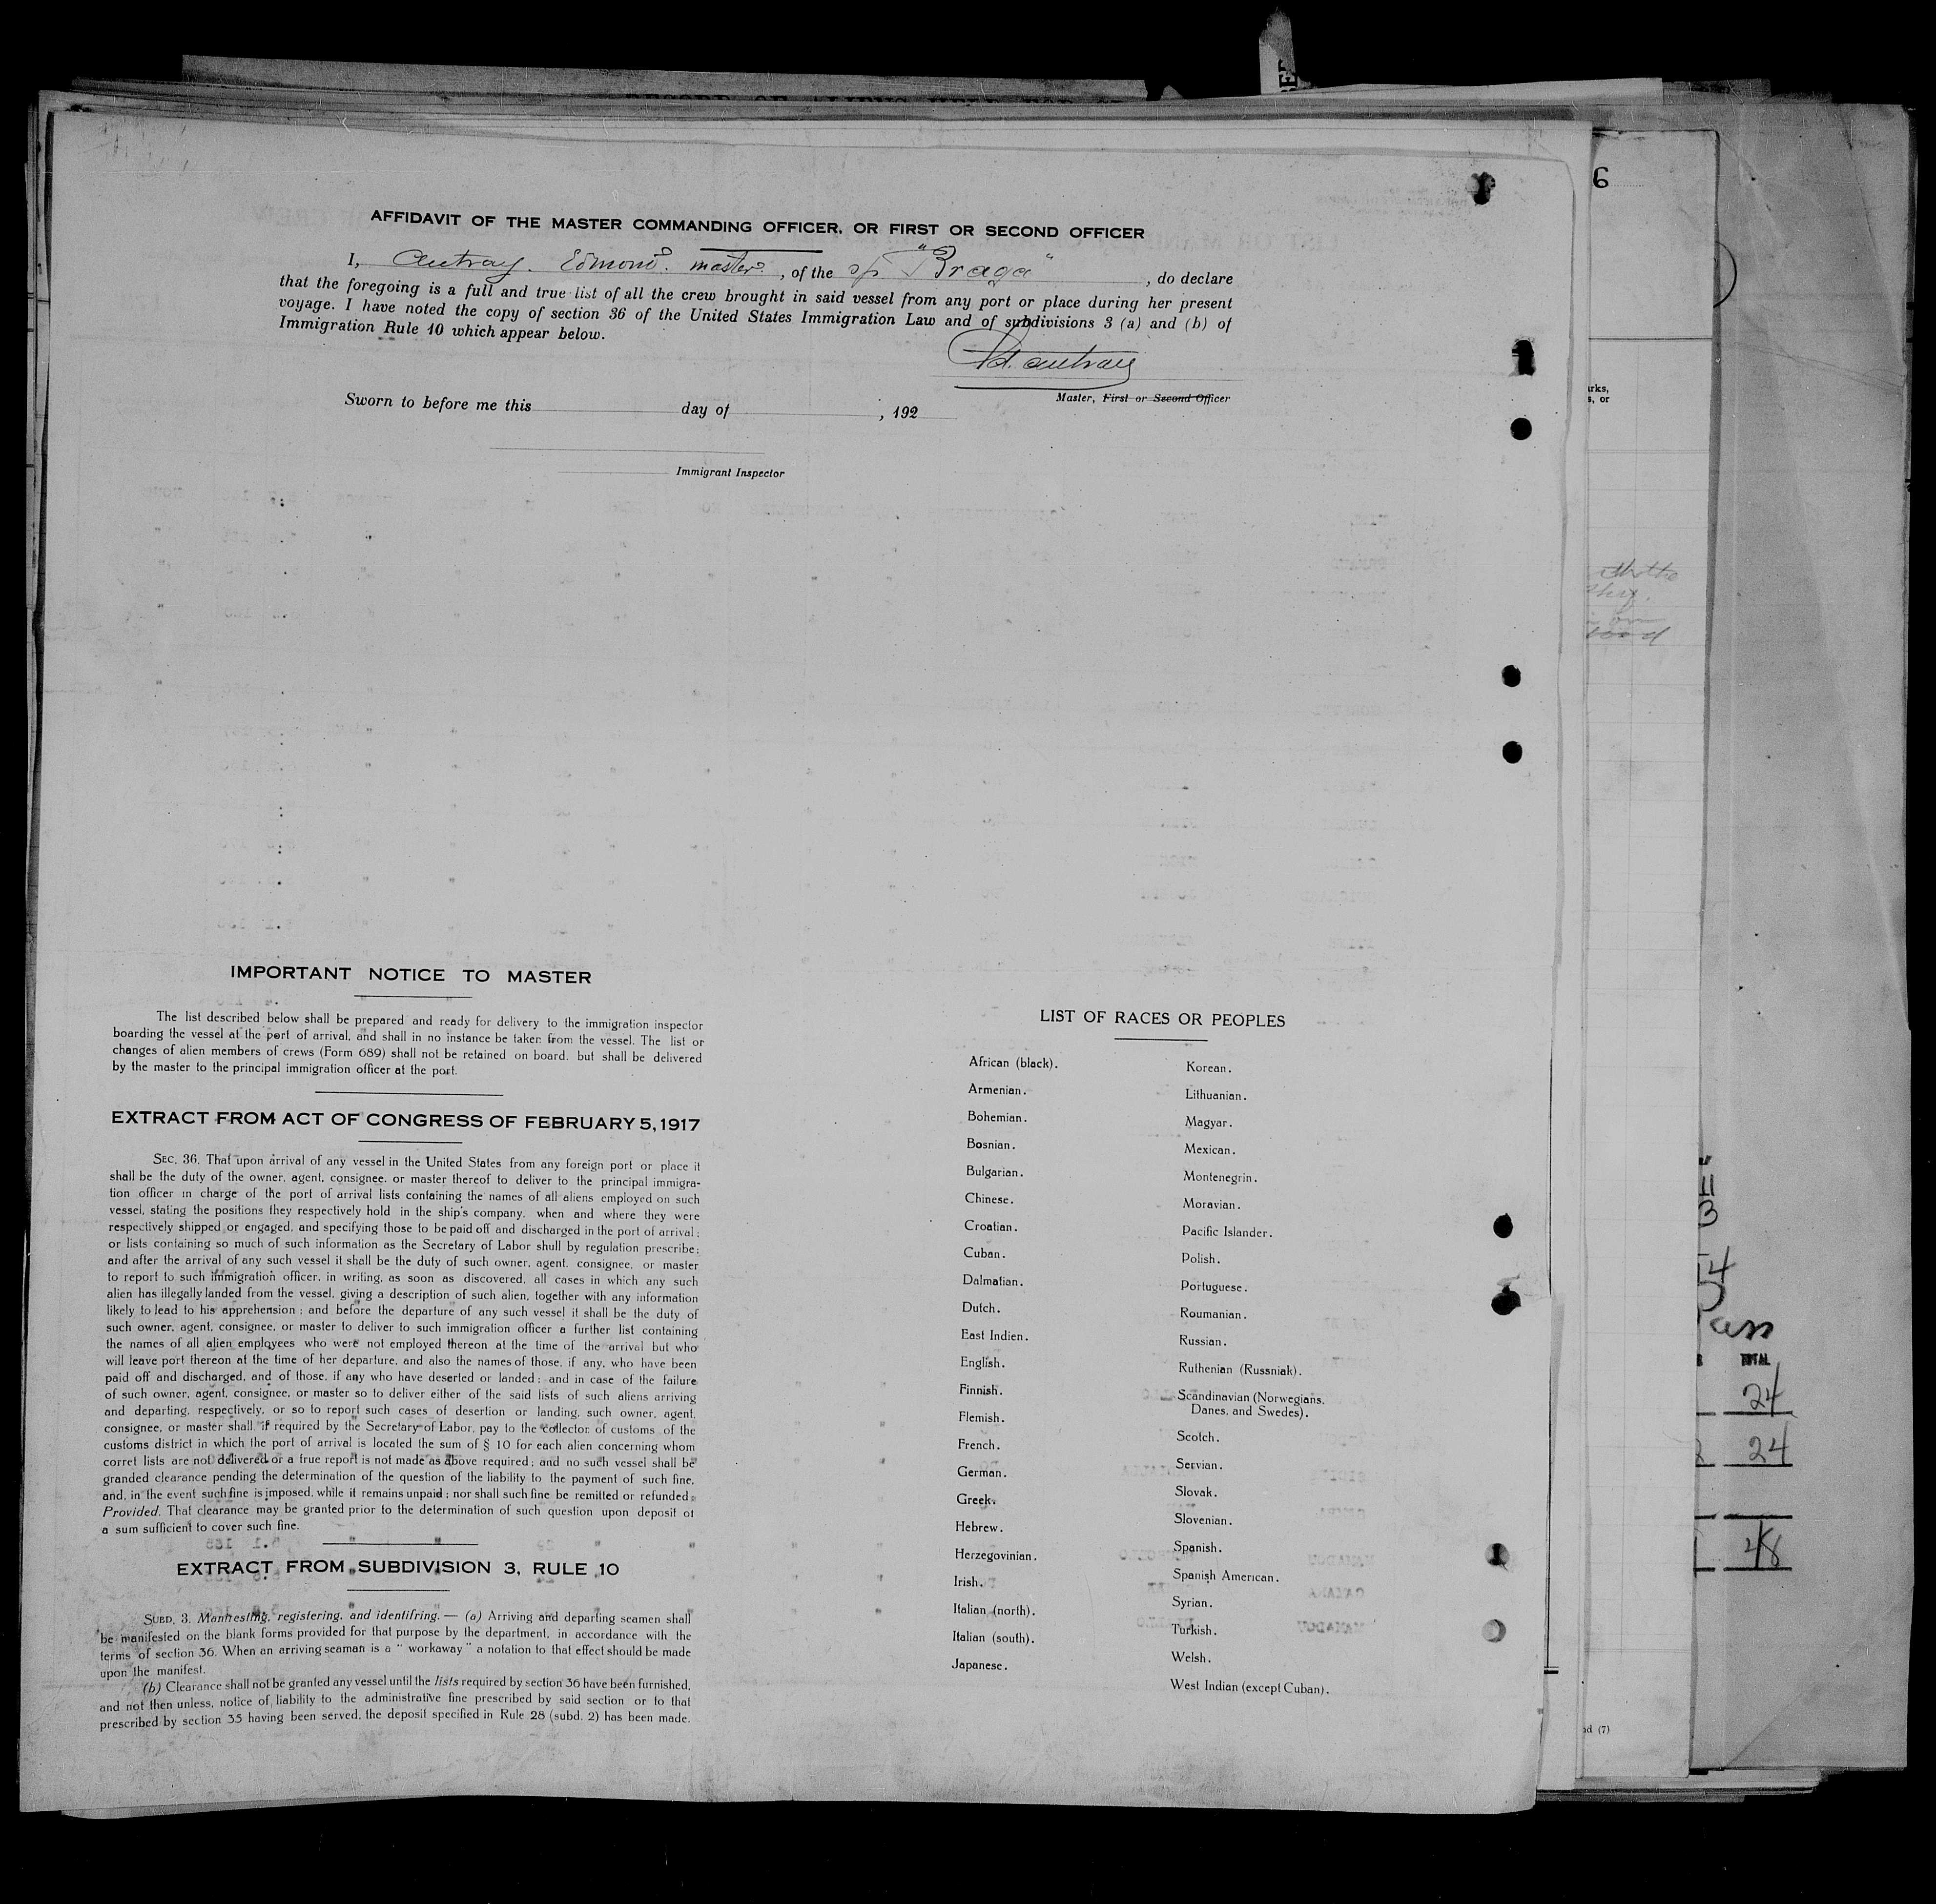 AFFIDAVIT OF THE MASTER COMMANDING OFFICER, OR FIRST OR SECOND OFFICER
I, Autray. Edmond. master. , of the s/s "Braga" , do declare
that the foregoing is a full and true list of all the crew brought in said vessel from any port or place during her present
voyage. I have noted the copy of section 36 of the United States Immigration Law and of subdivisions 3 (a) and (b) of
Immigration Rule 10 which appear below.
Ed. Autray
Master, First or Second Officer
Sworn to before me this day of , 192
Immigrant Inspector
IMPORTANT NOTICE TO MASTER
The list described below shall be prepared and ready for delivery to the immigration inspector
boarding the vessel at the port of arrival, and shall in no instance be taken from the vessel. The list or
changes of alien members of crews (Form 689) shall not be retained on board. but shall be delivered
by the master to the principal immigration officer at the port.
EXTRACT FROM ACT OF CONGRESS OF FEBRUARY 5, 1917
SEC. 36. That upon arrival of any vessel in the United States from any foreign port or place it
shall be the duty of the owner, agent, consignee, or master thereof to deliver to the principal immigra-
tion officer in charge of the port of arrival lists containing the names of all aliens employed on such
vessel, stating the positions they respectively hold in the ship's company, when and where they were
respectively shipped or engaged, and specifying those to be paid off and discharged in the port of arrival ;
or lists containing so much of such information as the Secretary of Labor shull by regulation prescribe ;
and after the arrival of any such vessel it shall be the duty of such owner, agent, consignee, or master
to report to such immigration officer, in writing, as soon as discovered, all cases in which any such
alien has illegally landed from the vessel, giving a description of such alien, together with any information
likely to lead to his apprehension ; and before the departure of any such vessel it shall be the duty of
such owner, agent, consignee, or master to deliver to such immigration officer a further list containing
the names of all alien employees who were not employed thereon at the time of the arrival but who
will leave port thereon at the time of her departure, and also the names of those, if any, who have been
paid off and discharged, and of those, if any who have deserted or landed ; and in case of the failure
of such owner, agent, consignee, or master so to deliver either of the said lists of such aliens arriving
and departing, respectively, or so to report such cases of desertion or landing, such owner, agent,
consignee, or master shall, if required by the Secretary of Labor, pay to the collector of customs of the
customs district in which the port of arrival is located the sum of § 10 for each alien concerning whom
corret lists are not delivered or a true report is not made as above required ; and no such vessel shall be
granded clearance pending the determination of the question of the liability to the payment of such fine,
and, in the event such fine is imposed, while it remains unpaid ; nor shall such fine be remitted or refunded :
Provided. That clearance may be granted prior to the determination of such question upon deposit of
a sum sufficient to cover such fine.
EXTRACT FROM SUBDIVISION 3, RULE 10
SUBD. 3. Manifesting, registering, and identifring. — (a) Arriving and departing seamen shall
be manifested on the blank forms provided for that purpose by the department, in accordance with the
terms of section 36. When an arriving seaman is a " workaway " a notation to that effect should be made
upon the manifest.
(b) Clearance shall not be granted any vessel until the lists required by section 36 have been furnished,
and not then unless, notice of liability to the administrative fine prescribed by said section or to that
prescribed by section 35 having been served, the deposit specified in Rule 28 (subd. 2) has been made.
LIST OF RACES OR PEOPLES
African (black).
Armenian.
Bohemian.
Bosnian.
Bulgarian.
Chinese.
Croatian.
Cuban.
Dalmatian.
Dutch.
East Indien.
English.
Finnish.
Flemish.
French.
German.
Greek.
Hebrew.
Herzegovinian.
Irish.
Italian (north).
Italian (south).
Japanese.
Korean.
Lithuanian.
Magyar.
Mexican.
Montenegrin.
Moravian.
Pacific Islander.
Polish.
Portuguese.
Roumanian.
Russian.
Ruthenian (Russniak).
Scandinavian (Norwegians,
Danes, and Swedes).
Scotch.
Servian.
Slovak.
Slovenian.
Spanish.
Spanish American.
Syrian.
Turkish.
Welsh.
West Indian (except Cuban).
6
rks,
s, or
TOTAL
24
24
48
(7)